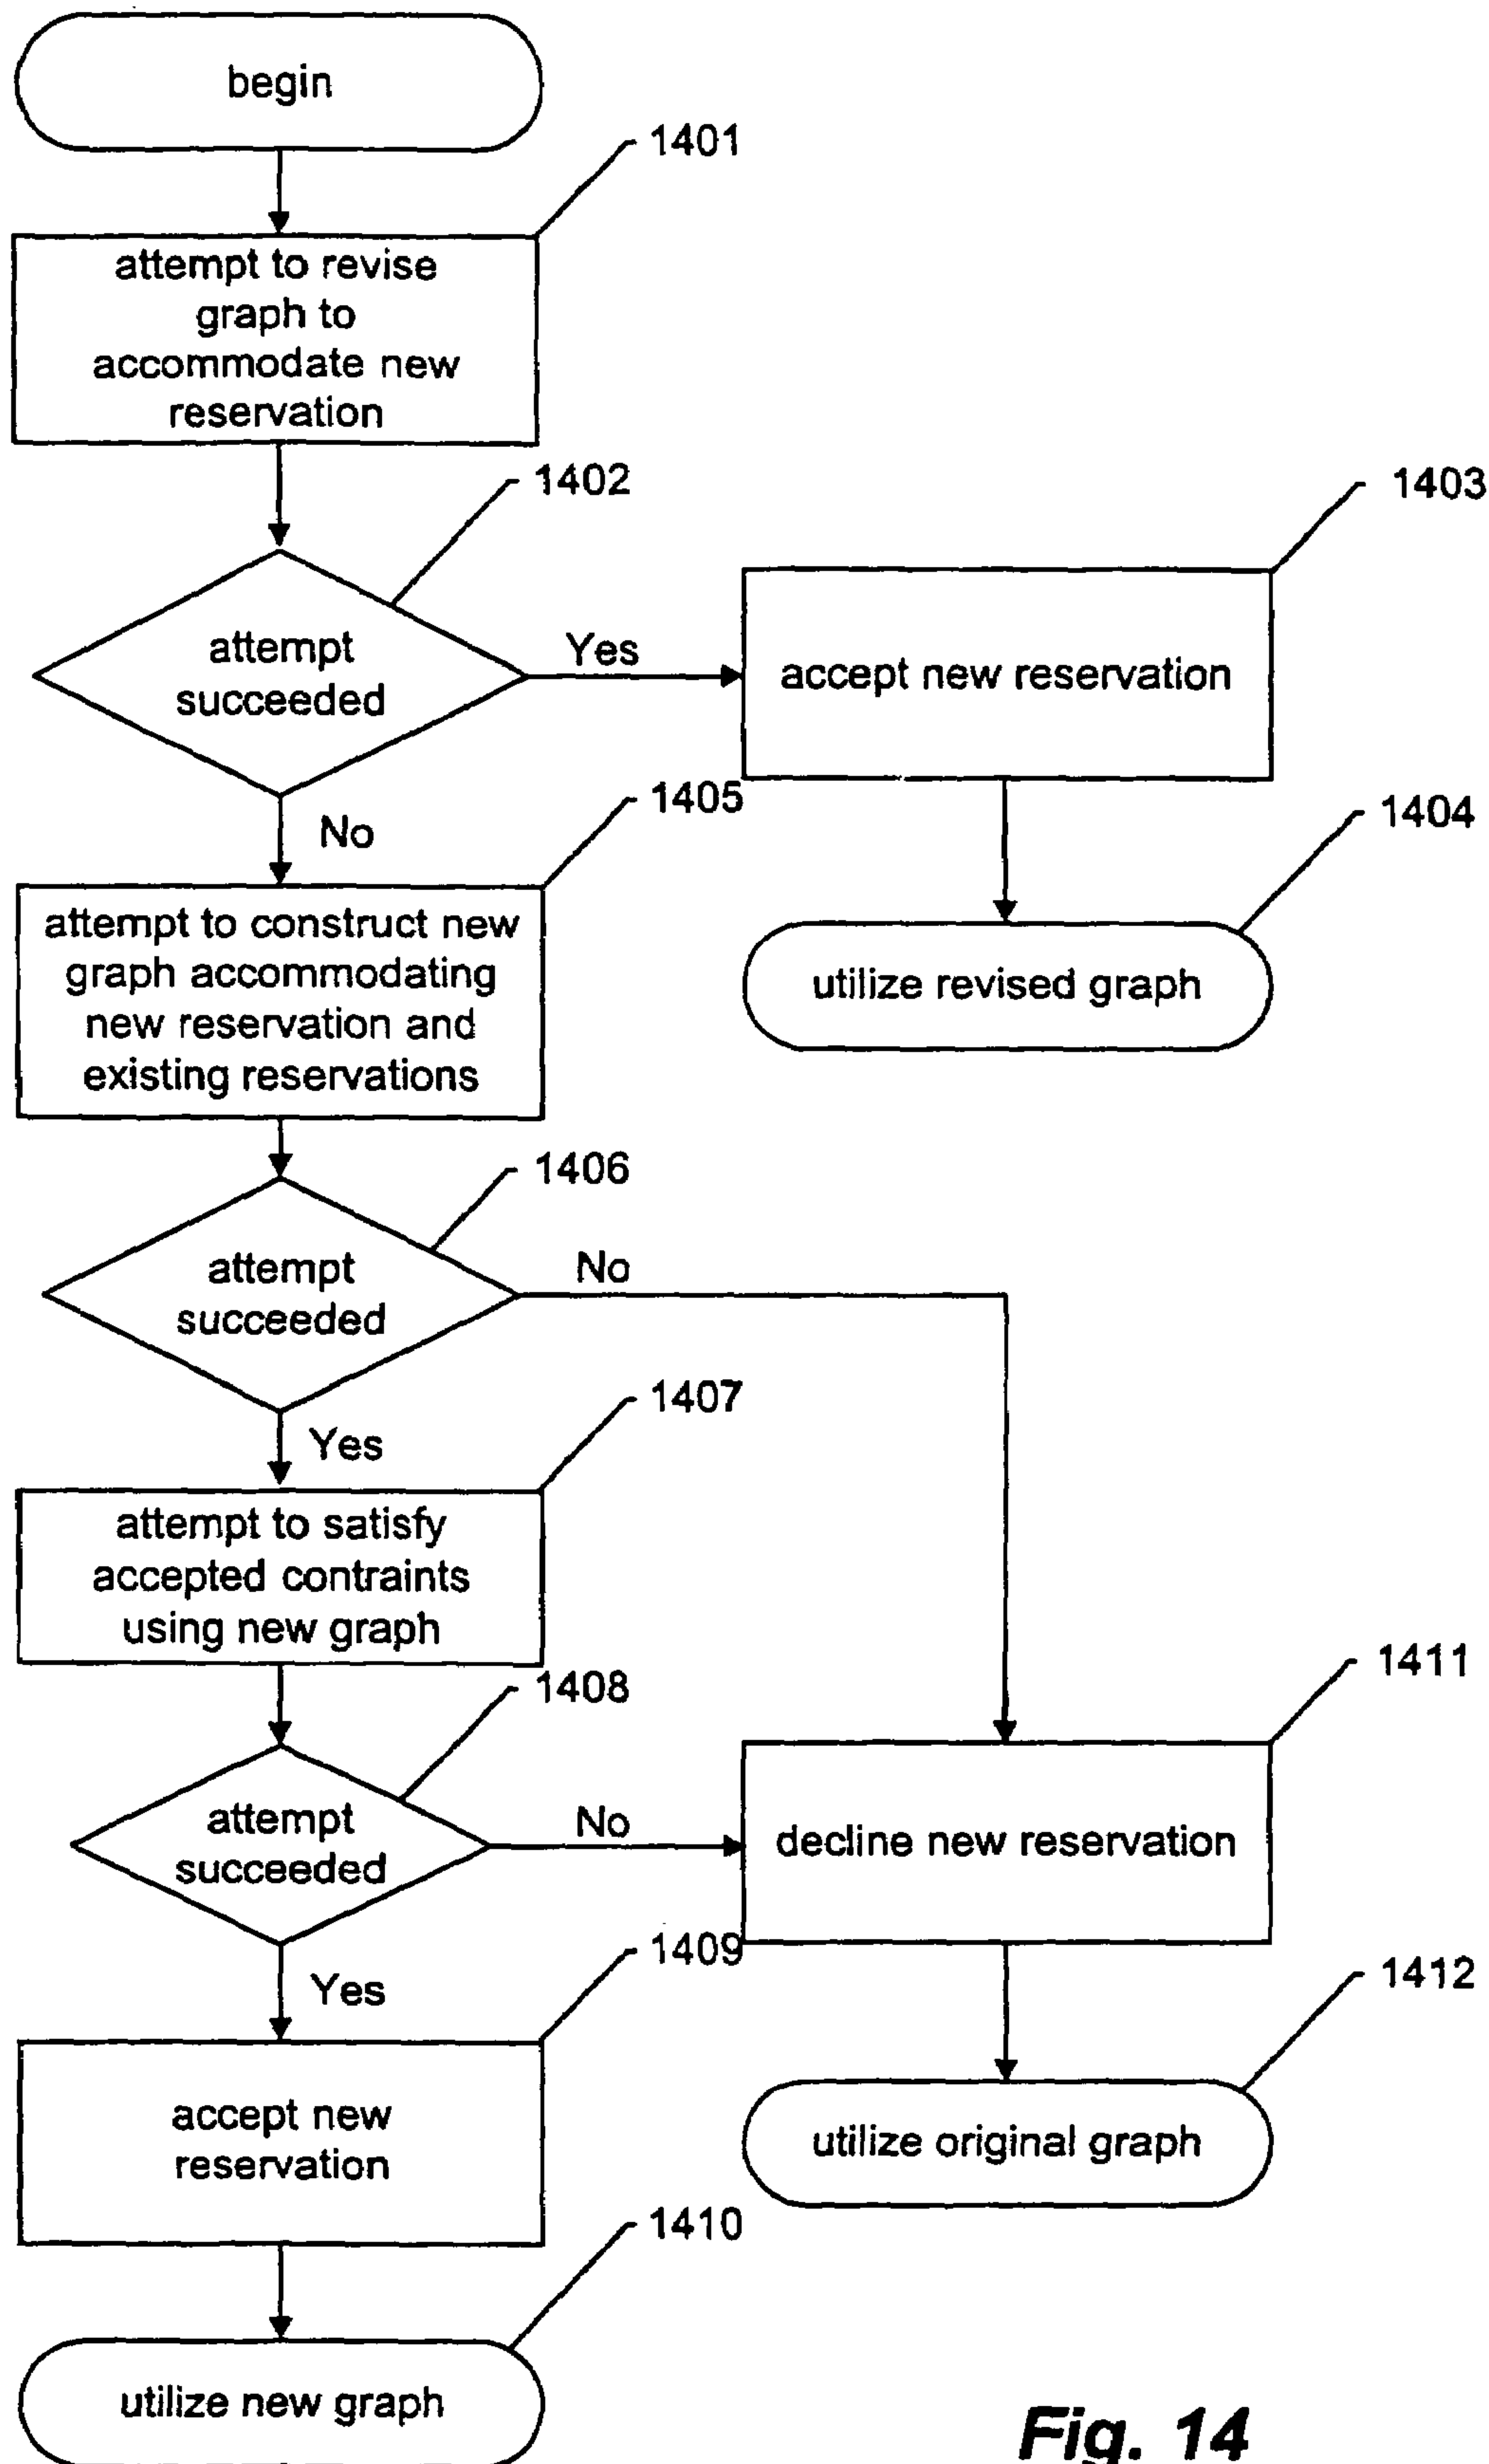 begin
1401
attempt to revise
graph to
accommodate new
reservation
1402
1403
attempt
succeeded
Yes
accept new reservation
No
1405
1404
attempt to construct new
graph accommodating
new reservation and
existing reservations
utilize revised graph
1406
attempt
succeeded
No
Yes
1407
attempt to satisfy
accepted contraints
using new graph
1408
1411
attempt
succeeded
No
decline new reservation
Yes
1409
1412
accept new
reservation
utilize original graph
1410
utilize new graph
Fig. 14